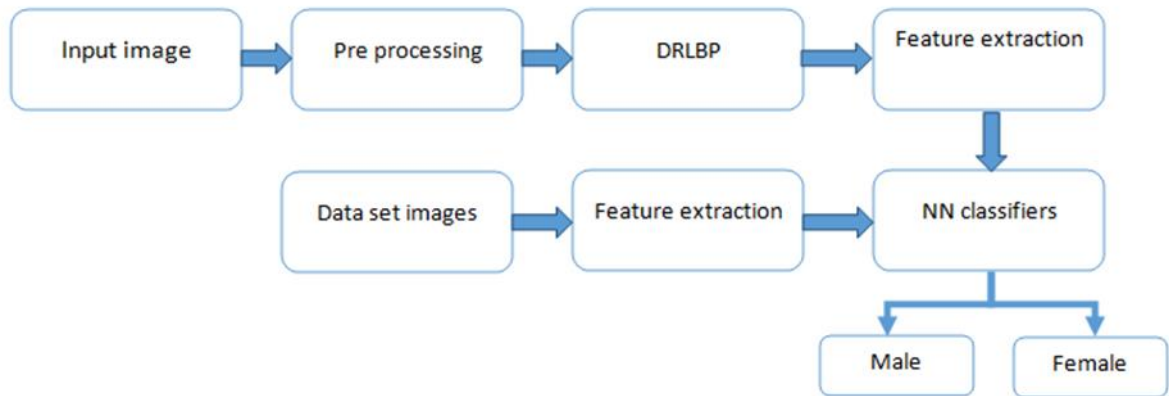 Input image
Pre processing
DRLBP
Feature extraction
Data set images
Feature extraction
NN classifiers
Male
Female